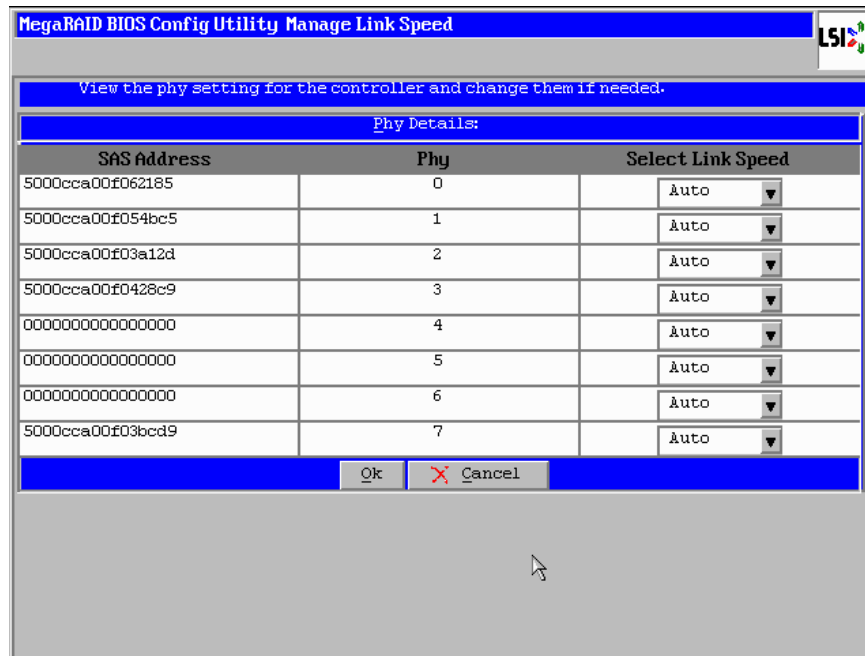 MegaRAID BIOS Config Utility Manage Link Speed
LSI
View the phy setting for the controller and change them if needed.
Phy Details:
SAS Address Phy Select Link Speed
5000cca00f062185 0 Auto
5000cca00f054bc5 1 Auto
5000cca00f03a12d 2 Auto
5000cca00f0428c9 3 Auto
0000000000000000 4 Auto
0000000000000000 5 Auto
0000000000000000 6 Auto
5000cca00f03bcd9 7 Auto
Ok Cancel